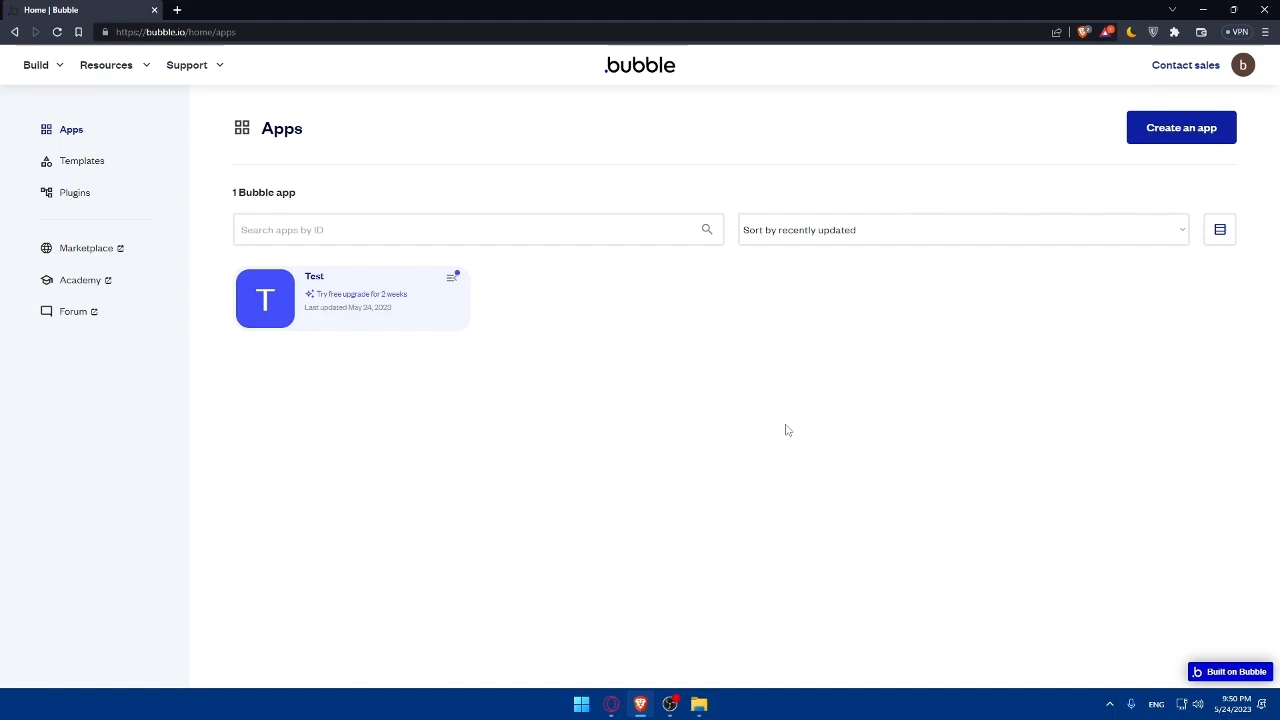 Home | Bubble
https://bubble.io/home/apps
VPN
Build
Resources
Support
.bubble
Contact sales
b
Apps
Templates
Plugins
Marketplace
Academy
Forum
Apps
Create an app
1 Bubble app
Search apps by ID
Sort by recently updated
T
Test
Try free upgrade for 2 weeks
Last updated May 24, 2023
b Built on Bubble
ENG
9:50 PM
5/24/2023